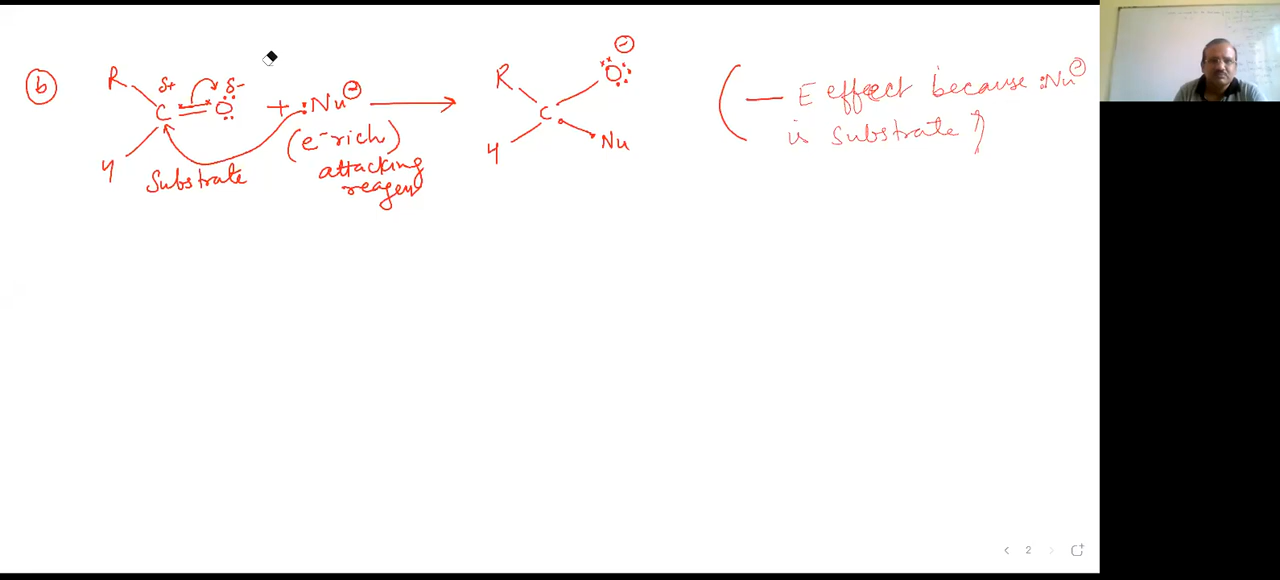 (b)
R
δ+ δ-
C = Ö: + :Nu⊖ →
H
Substrate
(e⁻rich)
attacking
reagent
⊖
R
O
C
H
Nu
( — E effect because :Nu⊖
is substrate )
2